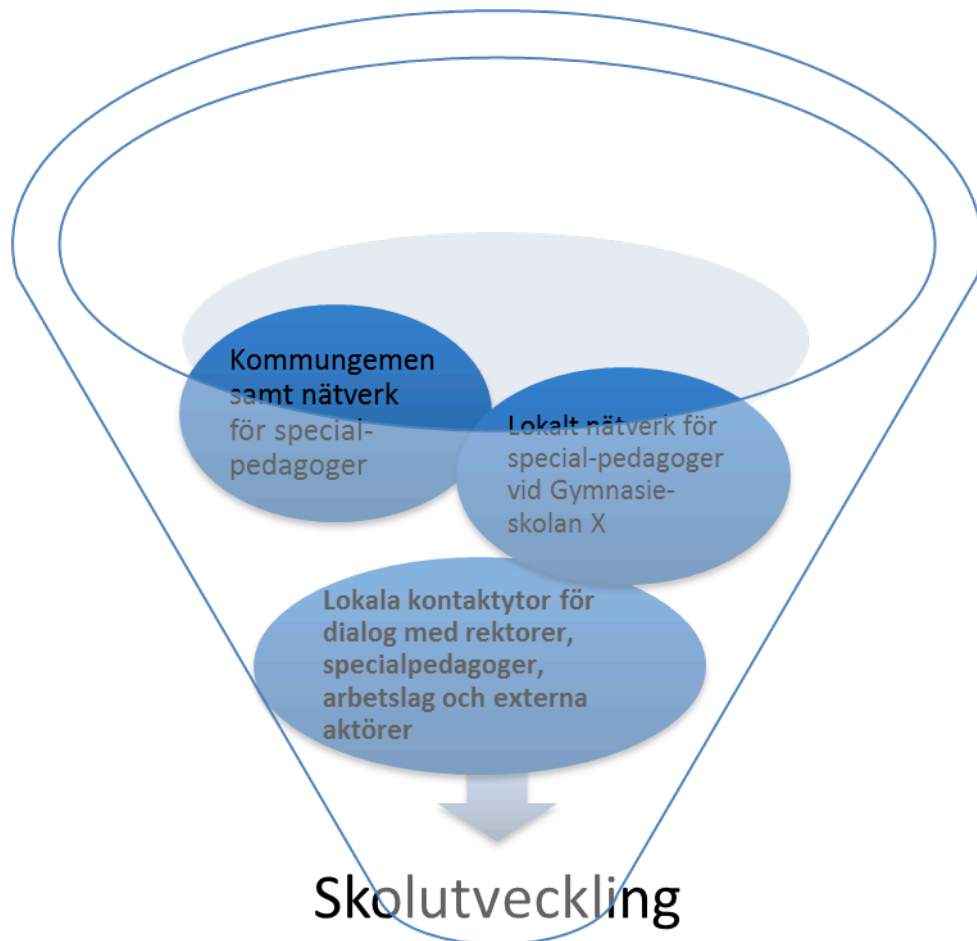 Kommungemen
samt nätverk
för special-
pedagoger
Lokalt nätverk för
special-pedagoger
vid Gymnasie-
skolan X
Lokala kontaktytor för
dialog med rektorer,
specialpedagoger,
arbetslag och externa
aktörer
Skolutveckling